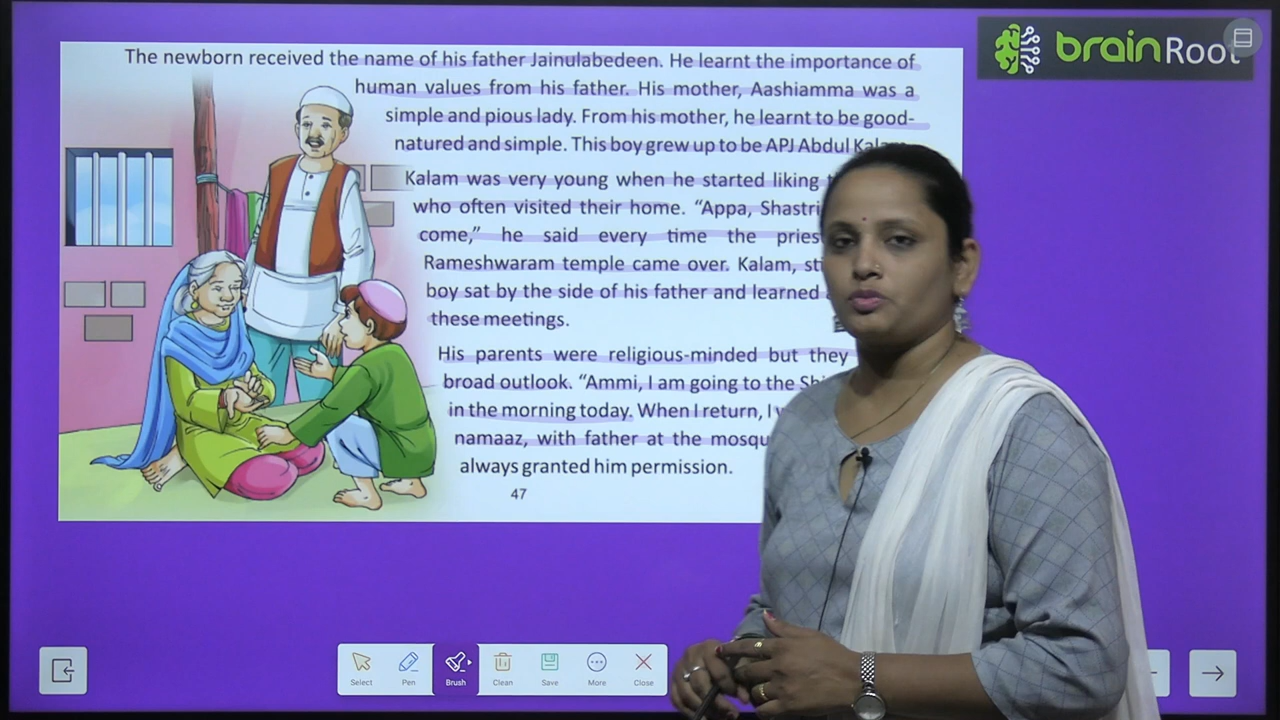 The newborn received the name of his father Jainulabedeen. He learnt the importance of
human values from his father. His mother, Aashiamma was a
simple and pious lady. From his mother, he learnt to be good-
natured and simple. This boy grew up to be APJ Abdul
Kalam was very young when he started liking
who often visited their home. “Appa, Shastri
come,” he said every time the
Rameshwaram temple came over. Kalam,
boy sat by the side of his father and learned
these meetings.
His parents were religious-minded but they
broad outlook. “Ammi, I am going to the
in the morning today. When I return, I
namaaz, with father at the
always granted him permission.
47
brainRoot
Select Pen Brush Clean Save More Close